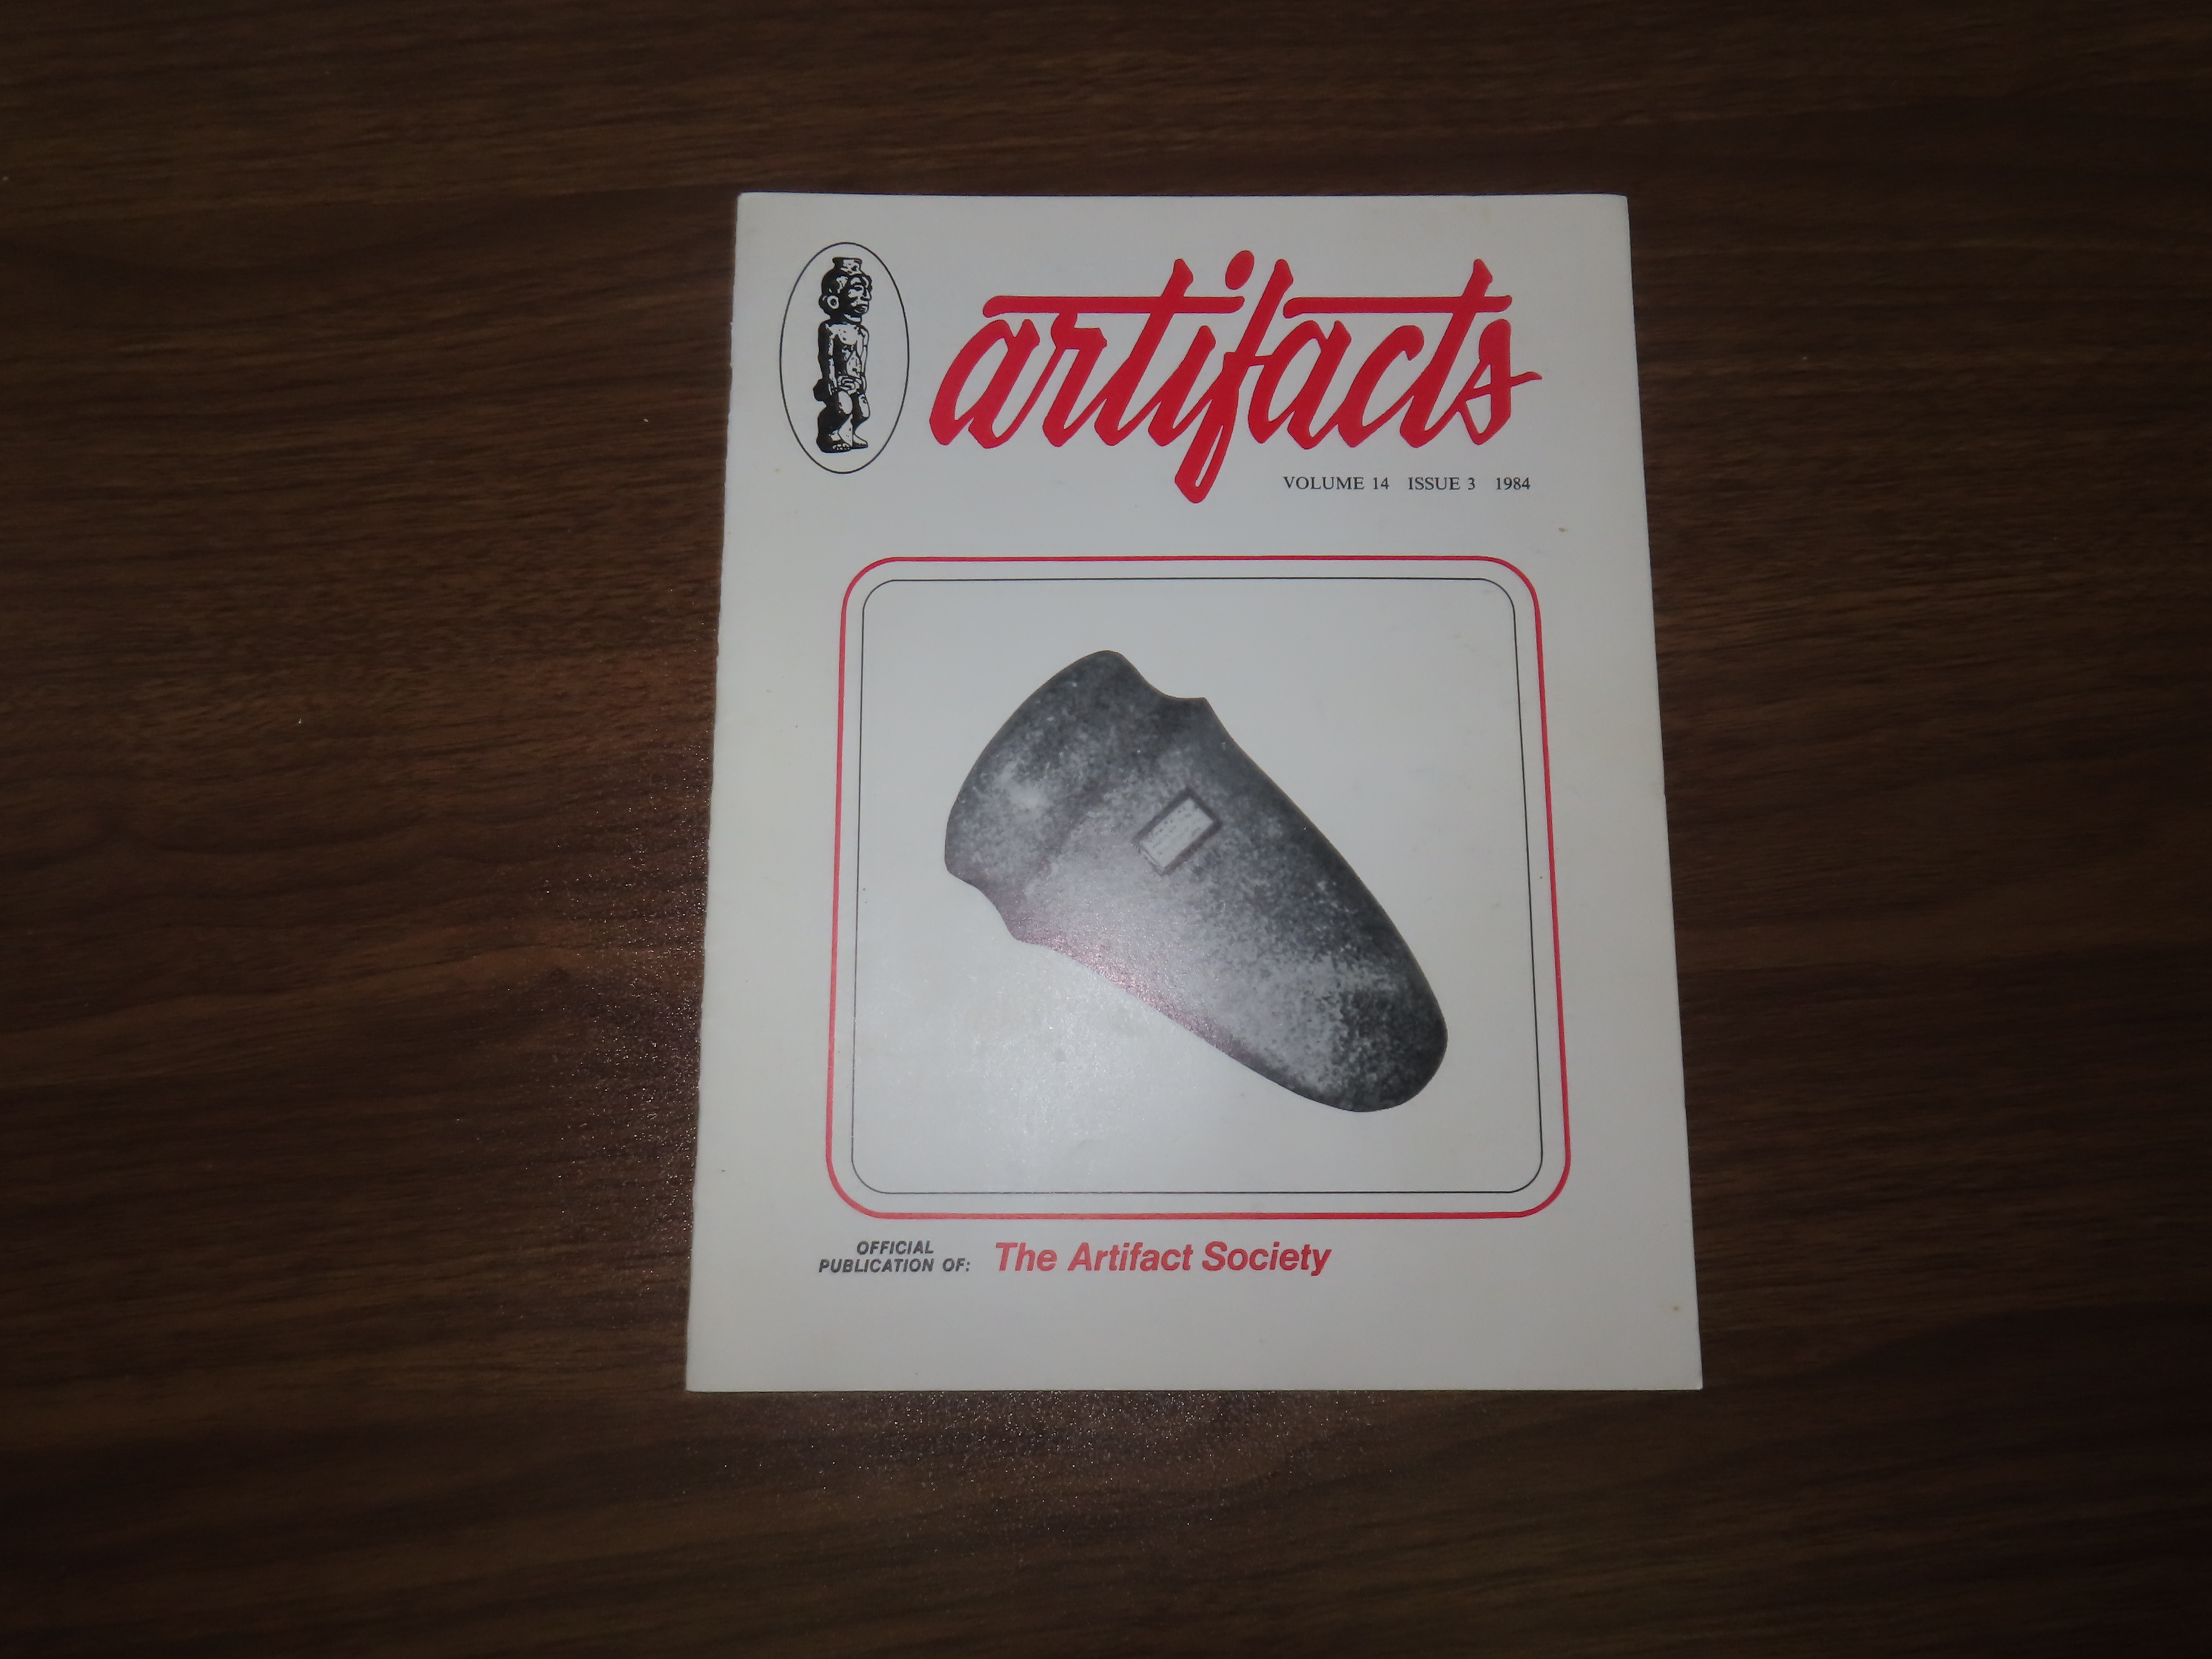 artifacts
VOLUME 14 ISSUE 3 1984
OFFICIAL
PUBLICATION OF:
The Artifact Society